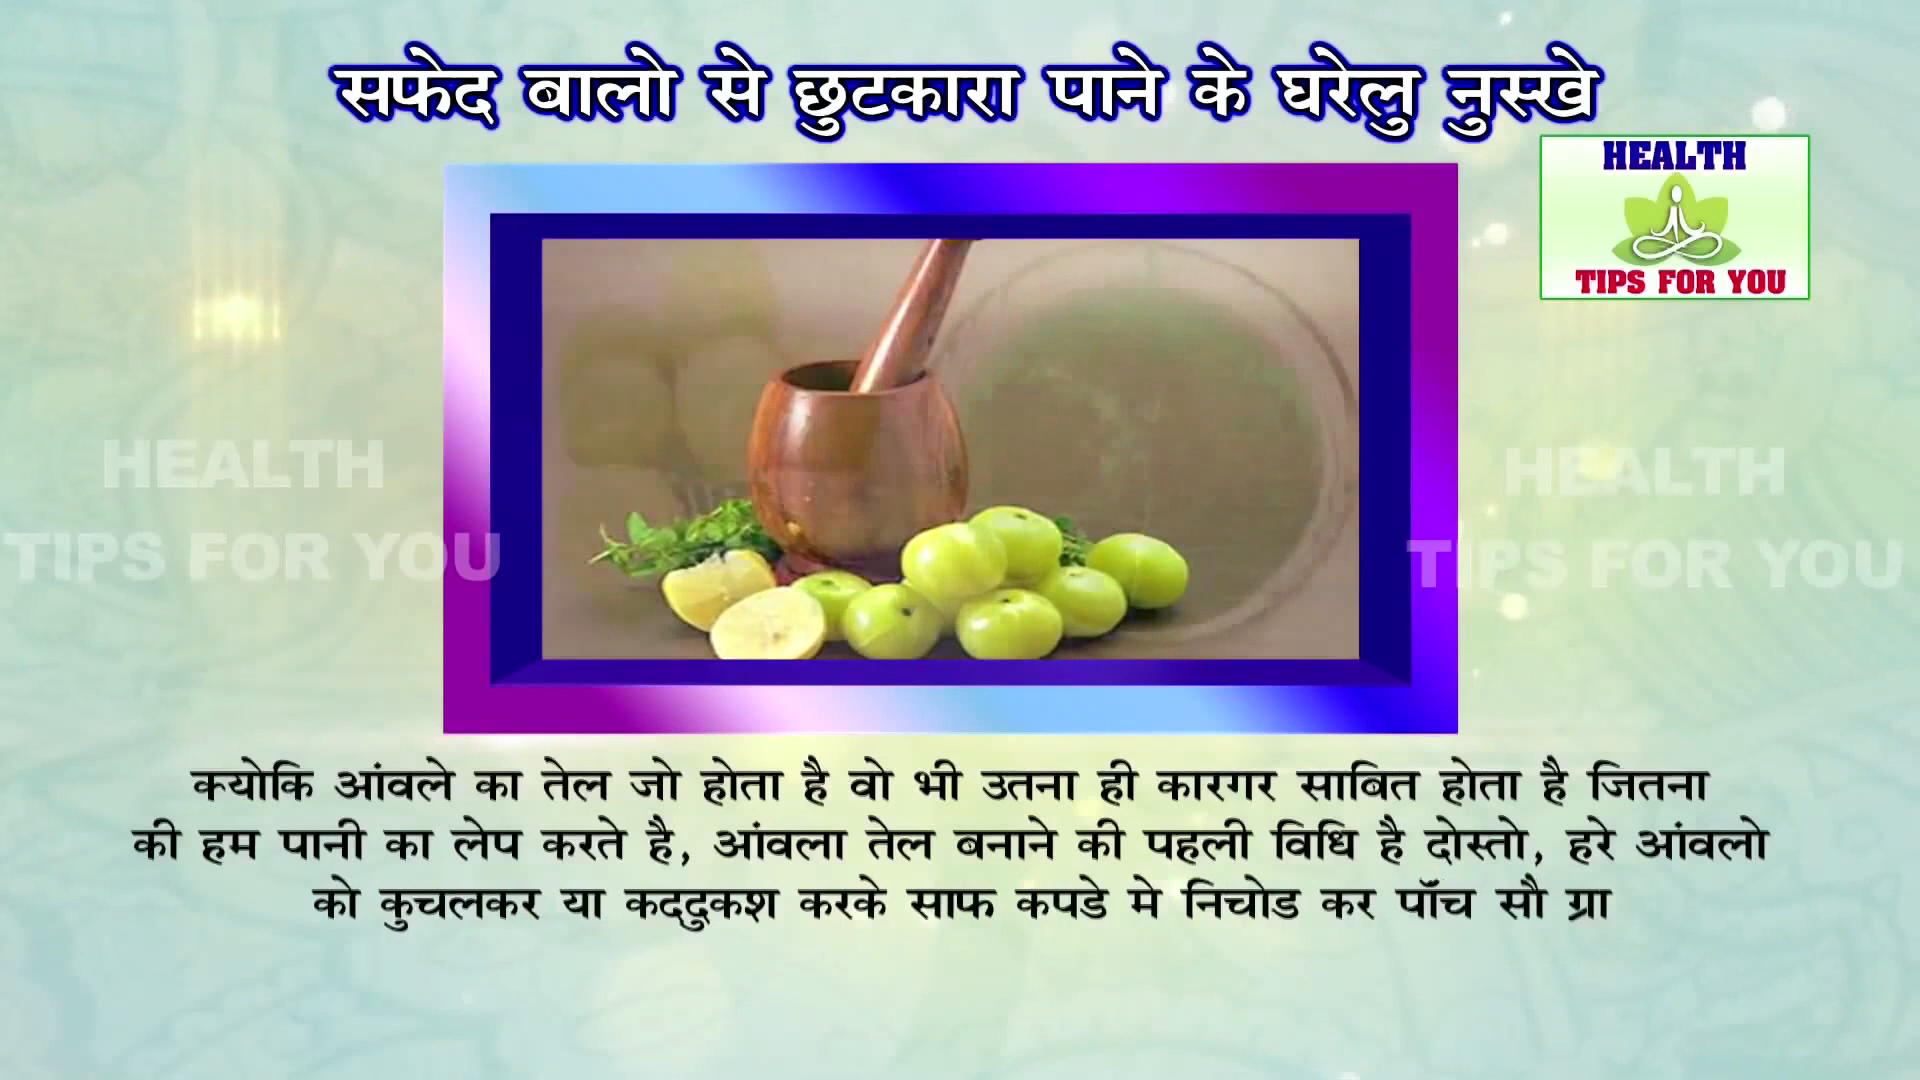 सफेद बालो से छुटकारा पाने के घरेलु नुस्खे
HEALTH
TIPS FOR YOU
HEALTH
TIPS FOR YOU
HEALTH
TIPS FOR YOU
क्योकि आंवले का तेल जो होता है वो भी उतना ही कारगर साबित होता है जितना
की हम पानी का लेप करते है, आंवला तेल बनाने की पहली विधि है दोस्तो, हरे आंवलो
को कुचलकर या कद्दुकश करके साफ कपडे मे निचोड कर पॉंच सौ ग्रा